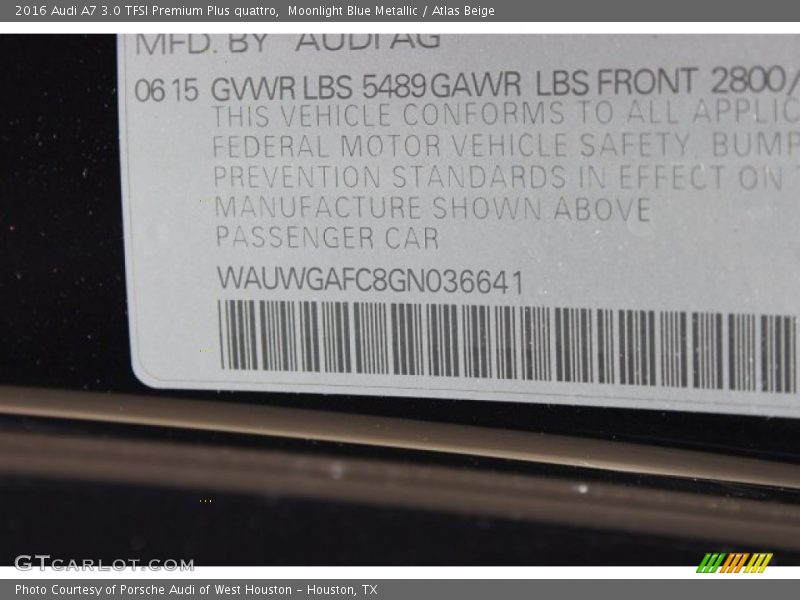 2016 Audi A7 3.0 TFSI Premium Plus quattro,  Moonlight Blue Metallic / Atlas Beige
MFD. BY AUDI AG
06 15 GVWR LBS 5489 GAWR LBS FRONT 2800/
THIS VEHICLE CONFORMS TO ALL APPLIC
FEDERAL MOTOR VEHICLE SAFETY, BUMP
PREVENTION STANDARDS IN EFFECT ON
MANUFACTURE SHOWN ABOVE
PASSENGER CAR
WAUWGAFC8GN036641
GTCARLOT.COM
Photo Courtesy of Porsche Audi of West Houston - Houston, TX